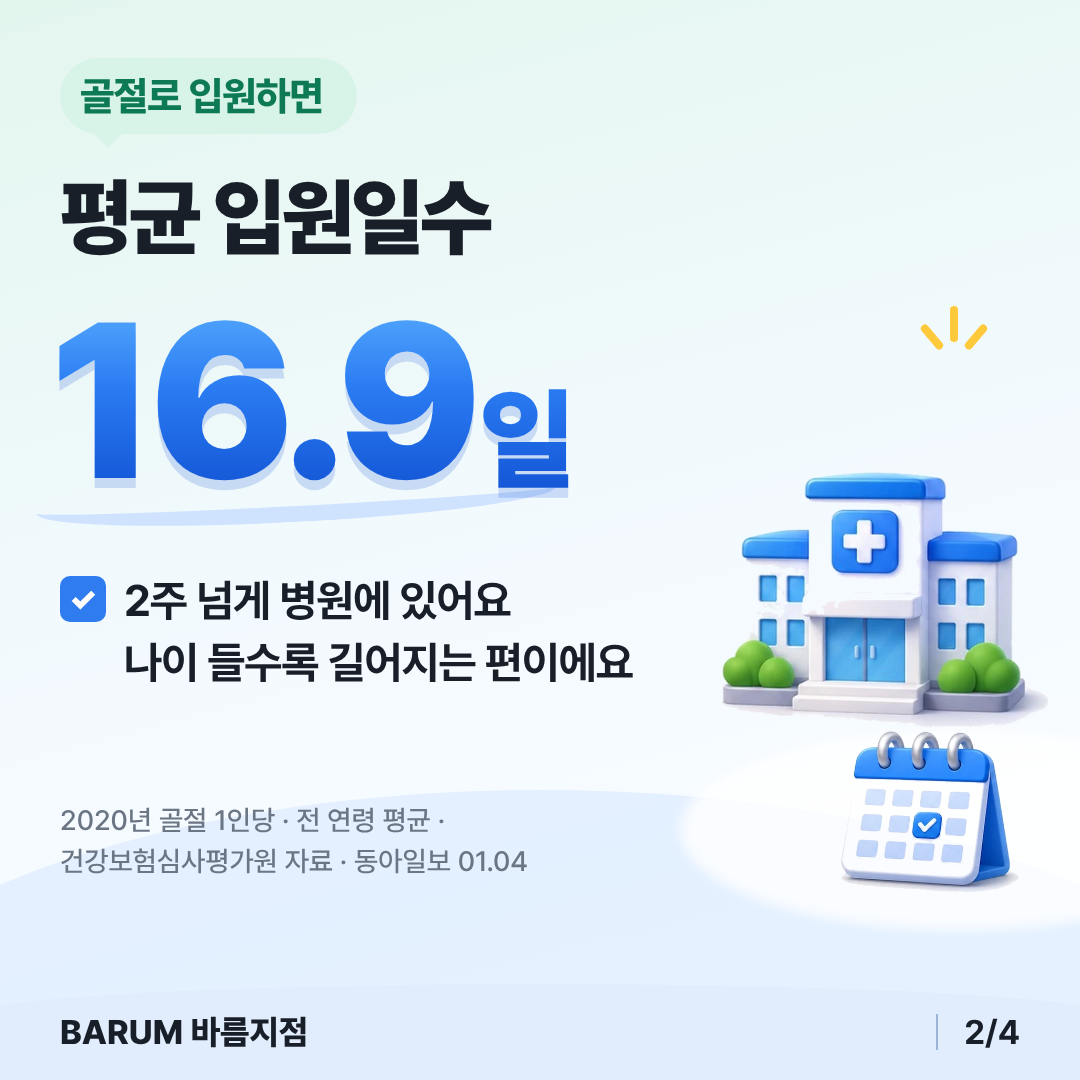 골절로 입원하면
평균 입원일수
16.9일
2주 넘게 병원에 있어요
나이 들수록 길어지는 편이에요
2020년 골절 1인당 · 전 연령 평균 ·
건강보험심사평가원 자료 · 동아일보 01.04
BARUM 바름지점
2/4